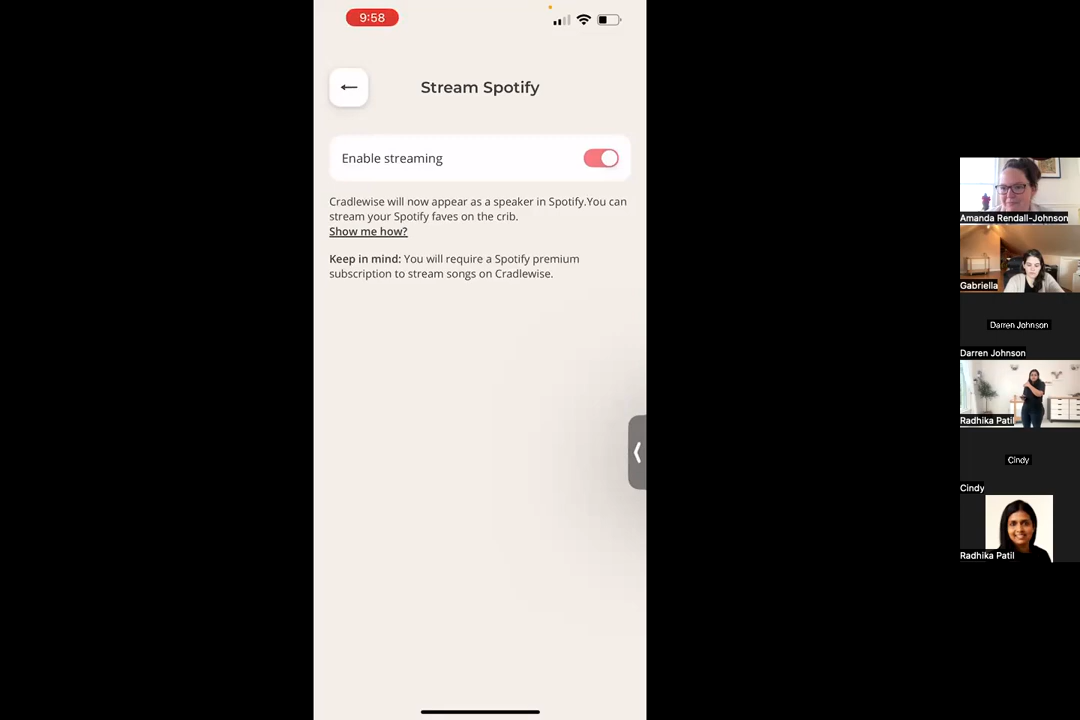 9:58
Stream Spotify
Enable streaming
Cradlewise will now appear as a speaker in Spotify.You can
stream your Spotify faves on the crib.
Show me how?
Keep in mind: You will require a Spotify premium
subscription to stream songs on Cradlewise.
Amanda Rendall-Johnson
Gabriella
Darren Johnson
Darren Johnson
Radhika Patil
Cindy
Cindy
Radhika Patil